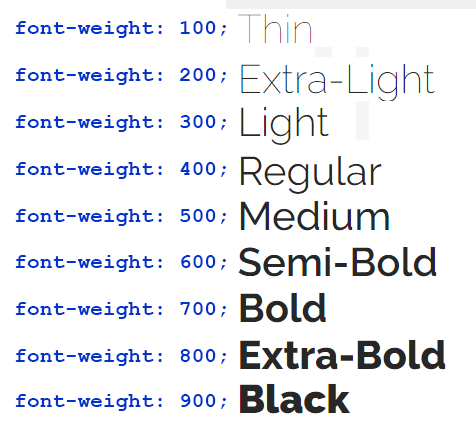 font-weight: 100; Thin
font-weight: 200; Extra-Light
font-weight: 300; Light
font-weight: 400; Regular
font-weight: 500; Medium
font-weight: 600; Semi-Bold
font-weight: 700; Bold
font-weight: 800; Extra-Bold
font-weight: 900; Black